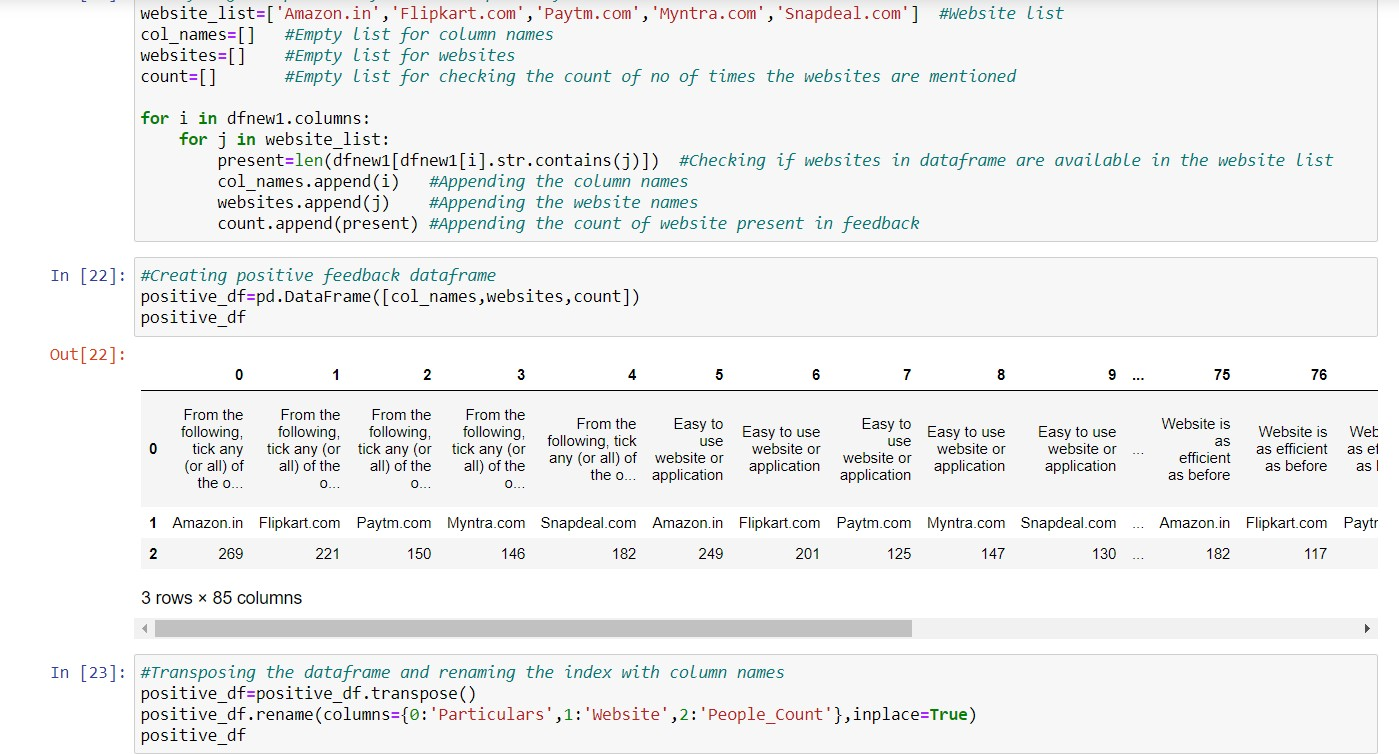 website_list=['Amazon.in','Flipkart.com','Paytm.com','Myntra.com','Snapdeal.com']  #Website list
col_names=[]   #Empty list for column names
websites=[]    #Empty list for websites
count=[]       #Empty list for checking the count of no of times the websites are mentioned
for i in dfnew1.columns:
    for j in website_list:
        present=len(dfnew1[dfnew1[i].str.contains(j)])  #Checking if websites in dataframe are available in the website list
        col_names.append(i)   #Appending the column names
        websites.append(j)    #Appending the website names
        count.append(present) #Appending the count of website present in feedback
In [22]: #Creating positive feedback dataframe
positive_df=pd.DataFrame([col_names,websites,count])
positive_df
Out[22]:
0 1 2 3 4 5 6 7 8 9 ... 75 76
0 From the following, tick any (or all) of the o... From the following, tick any (or all) of the o... From the following, tick any (or all) of the o... From the following, tick any (or all) of the o... From the following, tick any (or all) of the o... Easy to use website or application Easy to use website or application Easy to use website or application Easy to use website or application Easy to use website or application ... Website is as efficient as before Website is as efficient as before
1 Amazon.in Flipkart.com Paytm.com Myntra.com Snapdeal.com Amazon.in Flipkart.com Paytm.com Myntra.com Snapdeal.com ... Amazon.in Flipkart.com Paytr
2 269 221 150 146 182 249 201 125 147 130 ... 182 117
3 rows × 85 columns
In [23]: #Transposing the dataframe and renaming the index with column names
positive_df=positive_df.transpose()
positive_df.rename(columns={0:'Particulars',1:'Website',2:'People_Count'},inplace=True)
positive_df